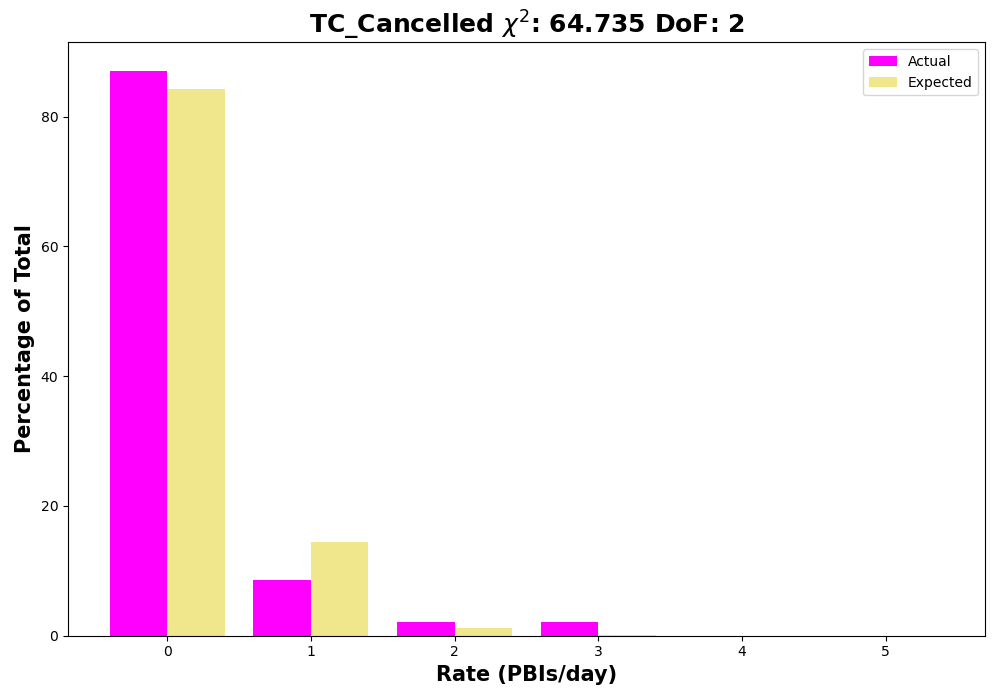 TC_Cancelled χ²: 64.735 DoF: 2
Actual
Expected
Percentage of Total
80
60
40
20
0
0 1 2 3 4 5
Rate (PBIs/day)